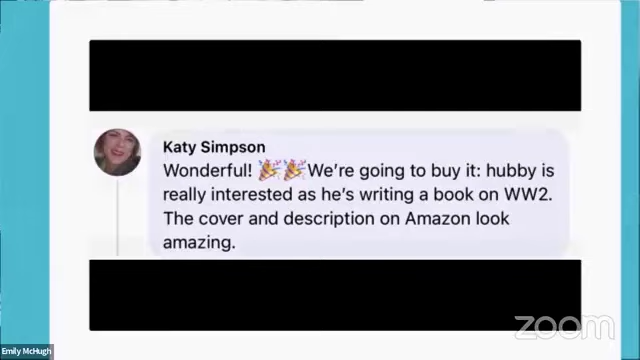 Katy Simpson
Wonderful! 🎉🎉We’re going to buy it: hubby is
really interested as he’s writing a book on WW2.
The cover and description on Amazon look
amazing.
zoom
Emily McHugh